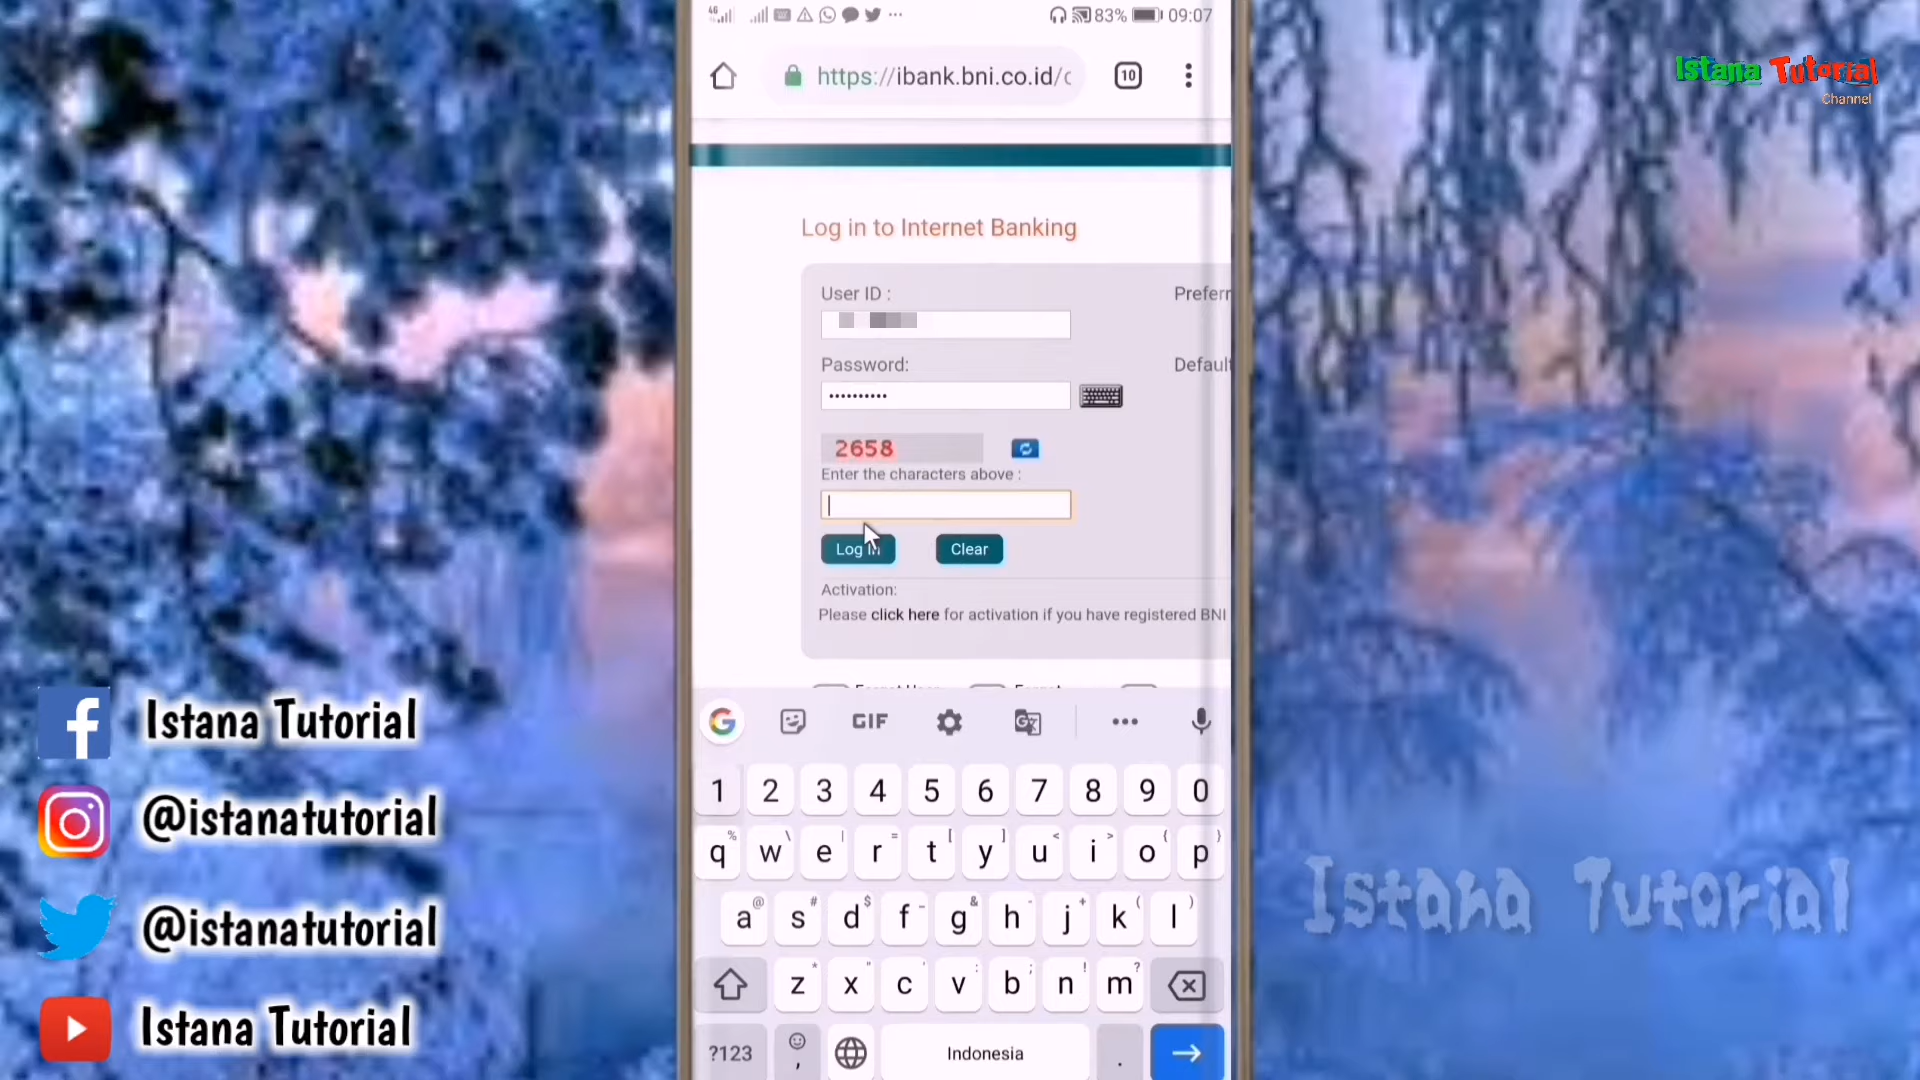 4G 83% 09:07
https://ibank.bni.co.id/c
10
Istana Tutorial
Channel
Log in to Internet Banking
User ID :
Preferr
Password:
Default
••••••••••
2658
Enter the characters above :
Log In
Clear
Activation:
Please click here for activation if you have registered BNI
GIF
1 2 3 4 5 6 7 8 9 0
q w e r t y u i o p
a s d f g h j k l
z x c v b n m
?123 , Indonesia .
Istana Tutorial
@istanatutorial
@istanatutorial
Istana Tutorial
Istana Tutorial